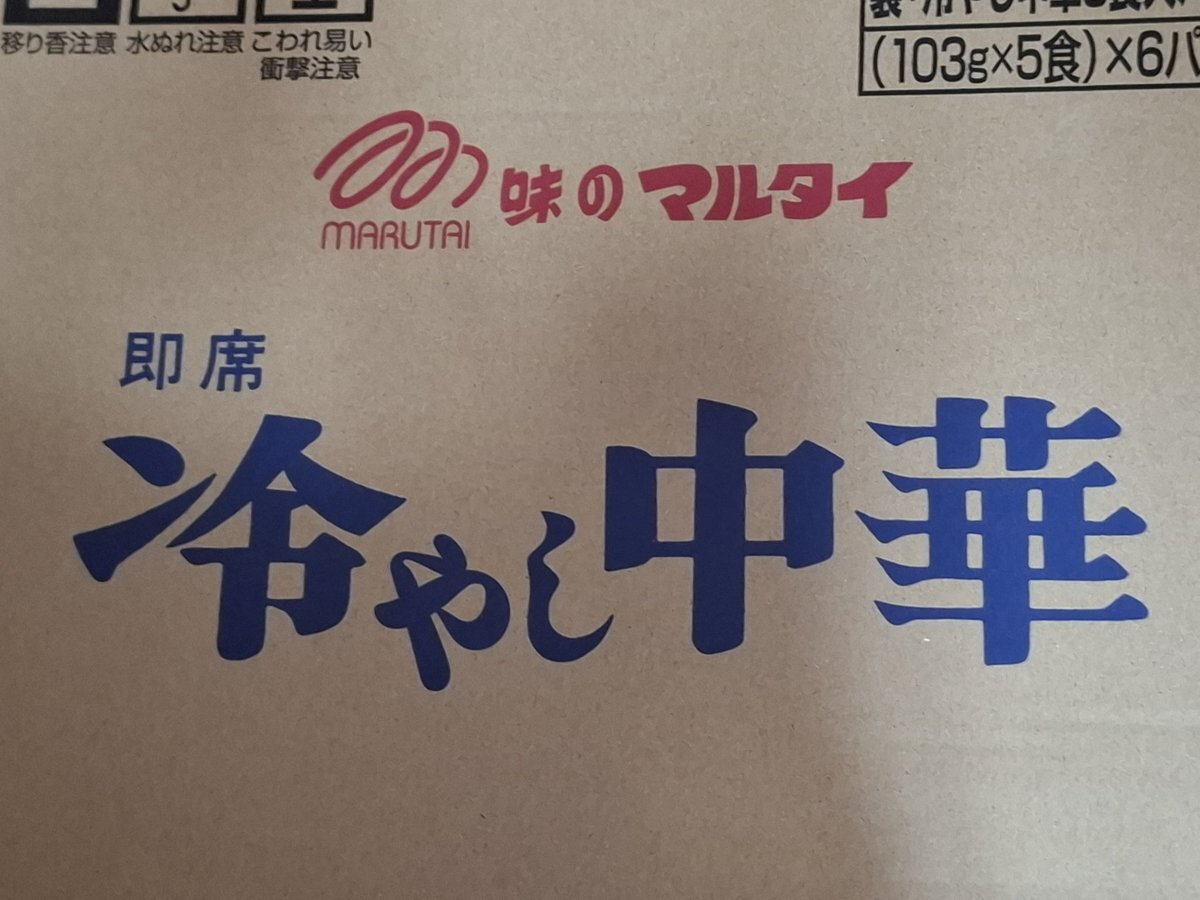 移り香注意 水ぬれ注意 こわれ易い
衝撃注意
(103g×5食)×6パ
味のマルタイ
MARUTAI
即席
冷やし中華